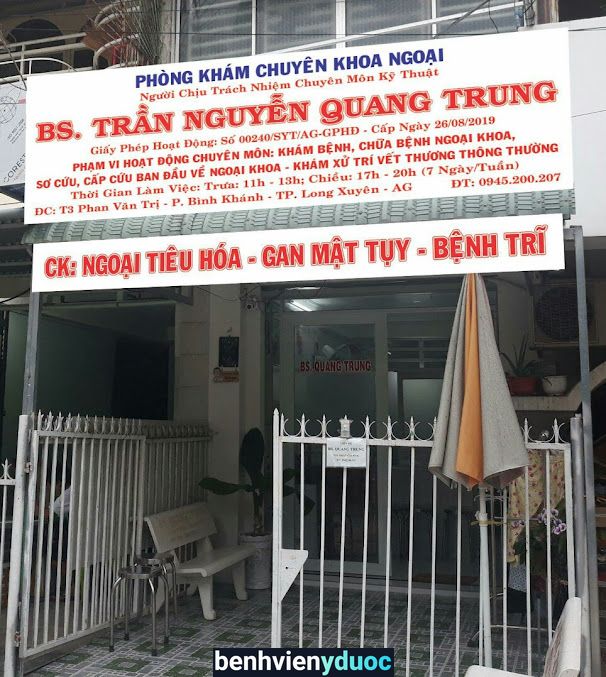 PHÒNG KHÁM CHUYÊN KHOA NGOẠI
Người Chịu Trách Nhiệm Chuyên Môn Kỹ Thuật
BS. TRẦN NGUYỄN QUANG TRUNG
Giấy Phép Hoạt Động: Số 00240/SYT/AG-GPHĐ - Cấp Ngày 26/08/2019
PHẠM VI HOẠT ĐỘNG CHUYÊN MÔN: KHÁM BỆNH, CHỮA BỆNH NGOẠI KHOA,
SƠ CỨU, CẤP CỨU BAN ĐẦU VỀ NGOẠI KHOA - KHÁM XỬ TRÍ VẾT THƯƠNG THÔNG THƯỜNG
Thời Gian Làm Việc: Trưa: 11h - 13h; Chiều: 17h - 20h (7 Ngày/Tuần)
ĐC: T3 Phan Văn Trị - P. Bình Khánh - TP. Long Xuyên - AG ĐT: 0945.200.207
CK: NGOẠI TIÊU HÓA - GAN MẬT TỤY - BỆNH TRĨ
BS. QUANG TRUNG
BS. QUANG TRUNG
benhvienyduoc